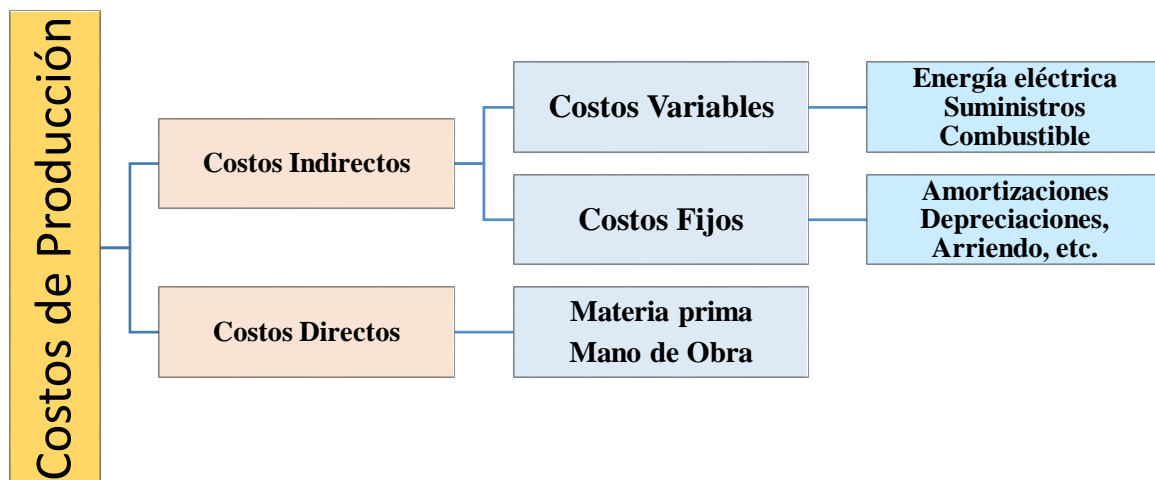 Costos de Producción
Costos Indirectos
Costos Variables
Energía eléctrica
Suministros
Combustible
Costos Fijos
Amortizaciones
Depreciaciones,
Arriendo, etc.
Costos Directos
Materia prima
Mano de Obra